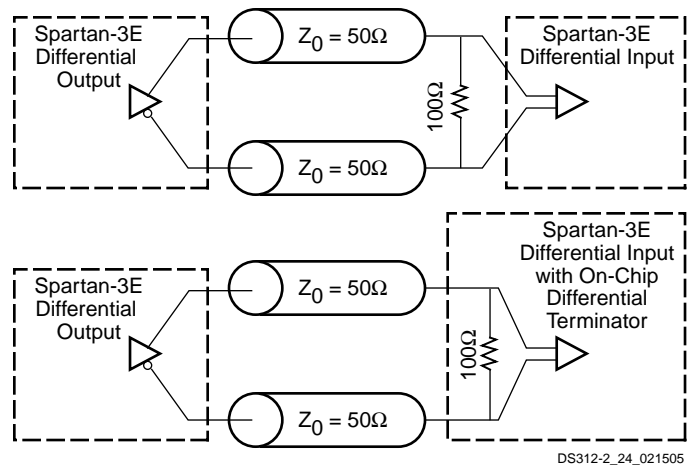 Spartan-3E
Differential
Output
Z0 = 50Ω
Z0 = 50Ω
100Ω
Spartan-3E
Differential Input
Spartan-3E
Differential
Output
Z0 = 50Ω
Z0 = 50Ω
100Ω
Spartan-3E
Differential Input
with On-Chip
Differential
Terminator
DS312-2_24_021505